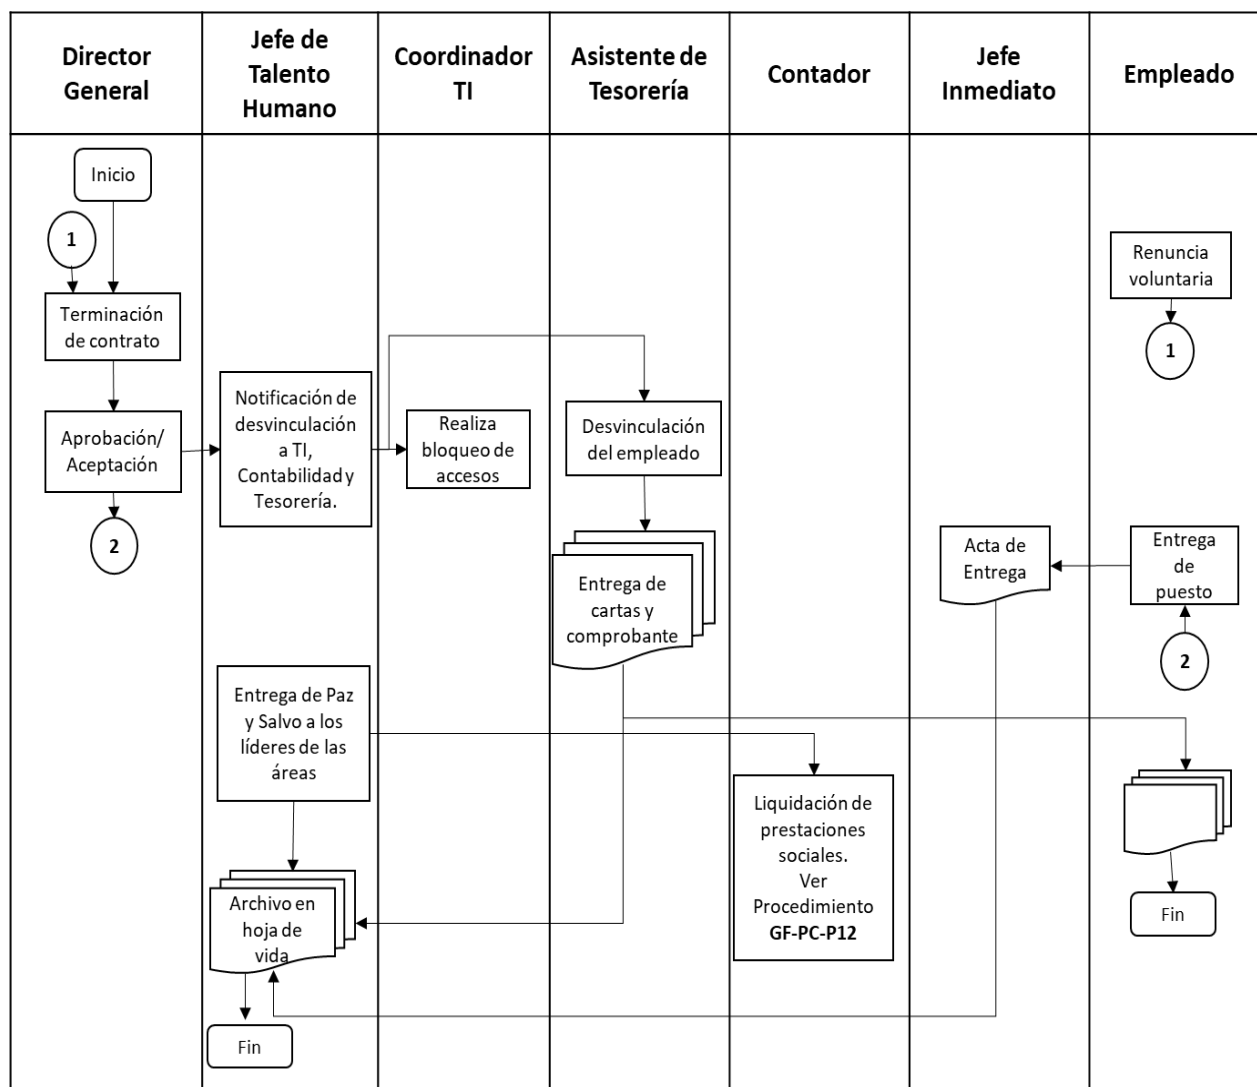 Director
General
Jefe de
Talento
Humano
Coordinador
TI
Asistente de
Tesorería
Contador
Jefe
Inmediato
Empleado
Inicio
1
Terminación
de contrato
Aprobación/
Aceptación
2
Notificación de
desvinculación
a TI,
Contabilidad y
Tesorería.
Realiza
bloqueo de
accesos
Desvinculación
del empleado
Entrega de
cartas y
comprobante
Renuncia
voluntaria
1
Acta de
Entrega
Entrega
de
puesto
2
Entrega de Paz
y Salvo a los
líderes de las
áreas
Liquidación de
prestaciones
sociales.
Ver
Procedimiento
GF-PC-P12
Archivo en
hoja de
vida
Fin
Fin